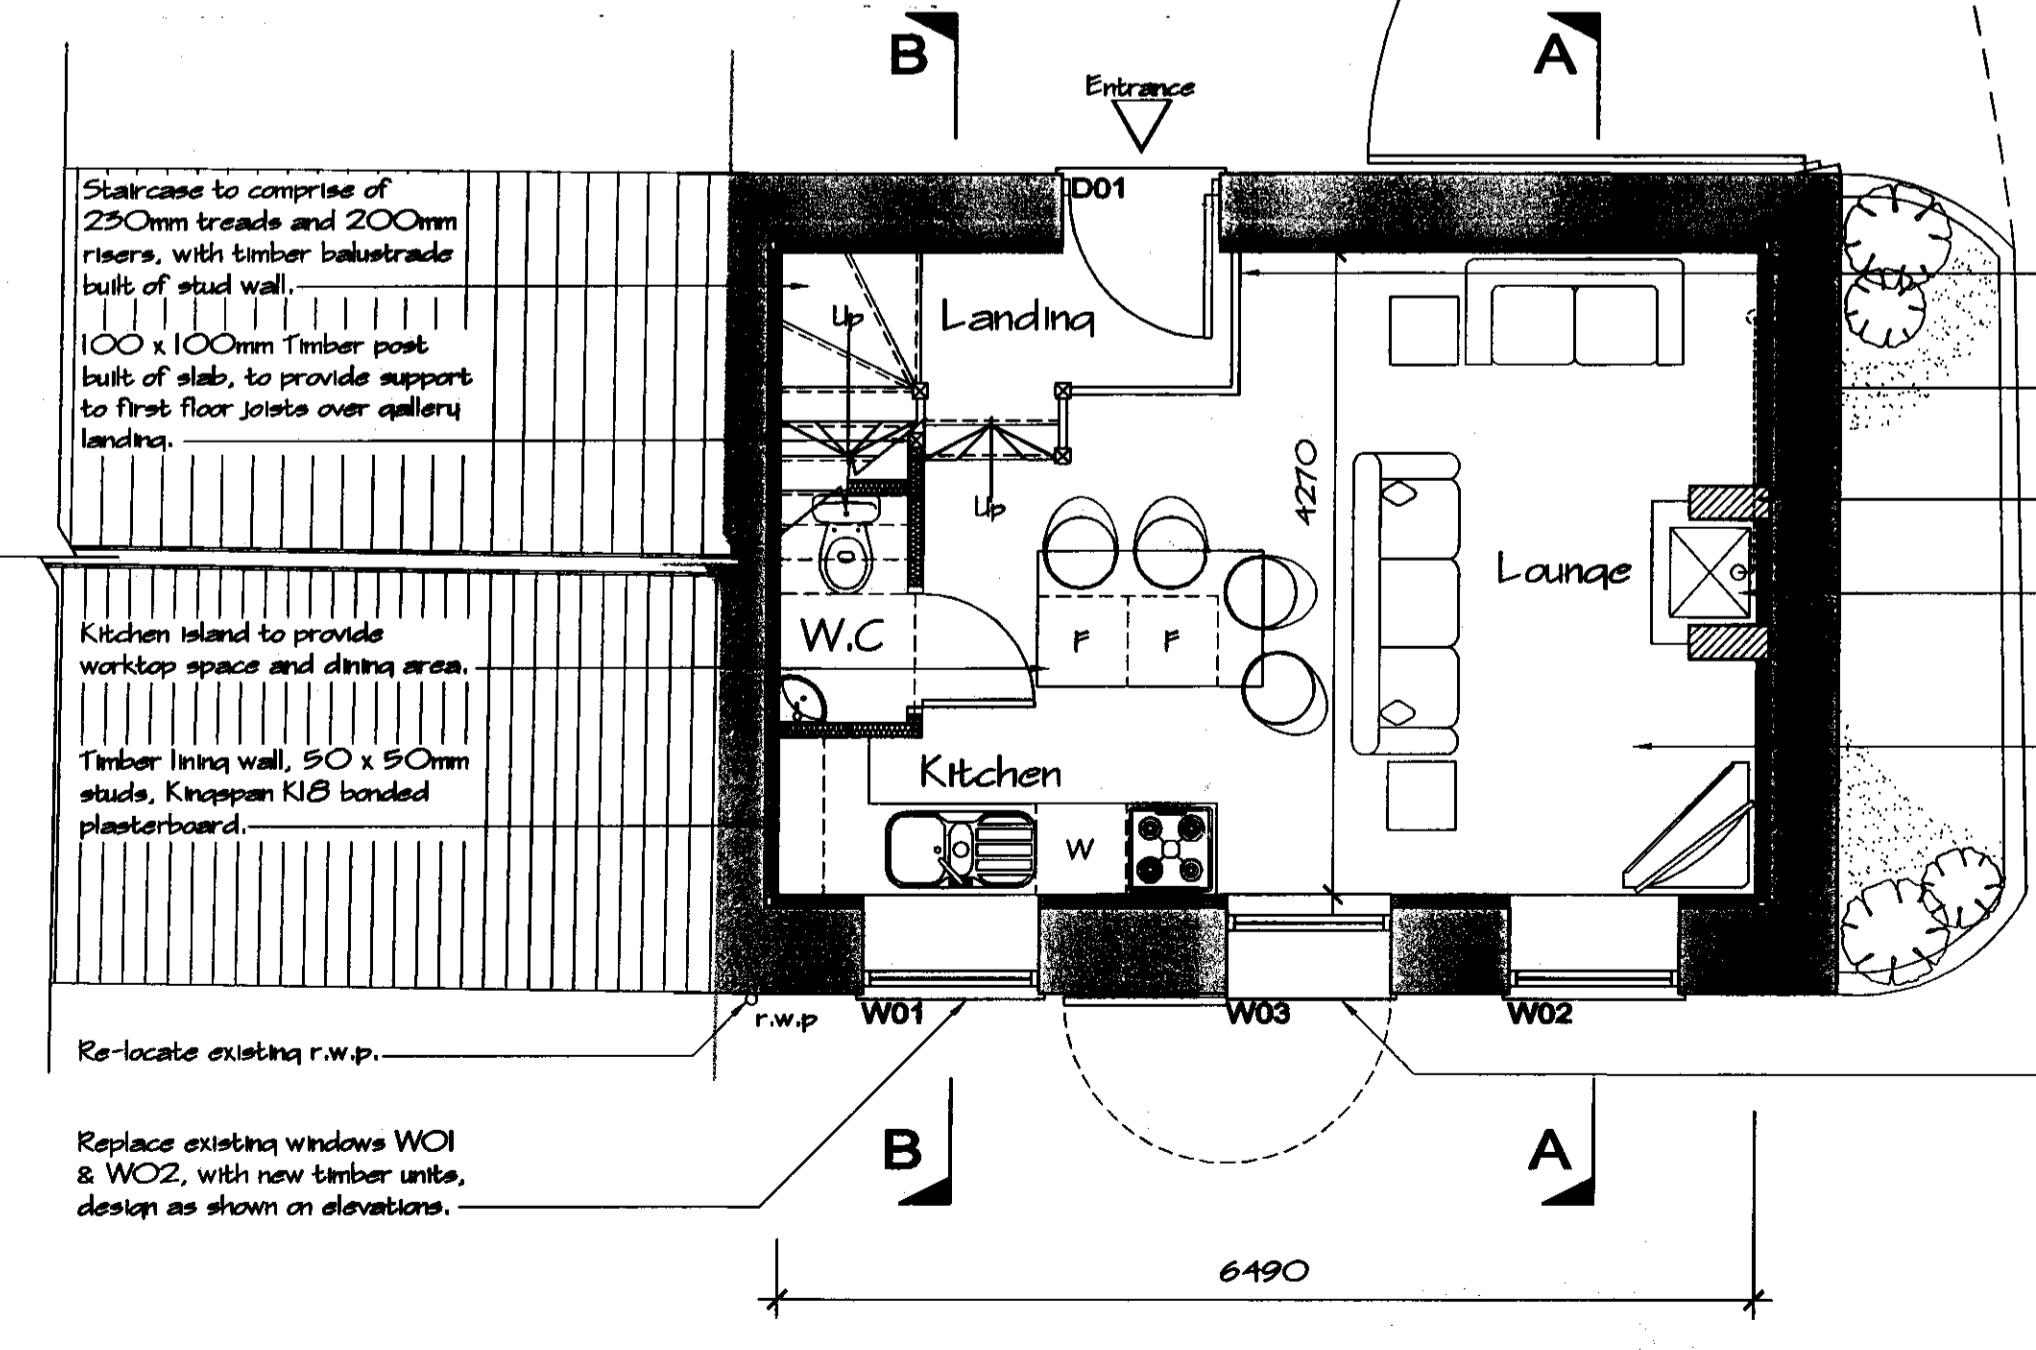 B
A
Entrance
D01
Staircase to comprise of
230mm treads and 200mm
risers, with timber balustrade
built of stud wall.
100 x 100mm Timber post
built of slab, to provide support
to first floor joists over gallery
landing.
Up
Landing
Up
4270
Lounge
Kitchen island to provide
worktop space and dining area.
W.C
F
F
Timber lining wall, 50 x 50mm
studs, Kingspan K18 bonded
plasterboard.
Kitchen
W
r.w.p
W01
W03
W02
Re-locate existing r.w.p.
Replace existing windows W01
& W02, with new timber units,
design as shown on elevations.
B
A
6490